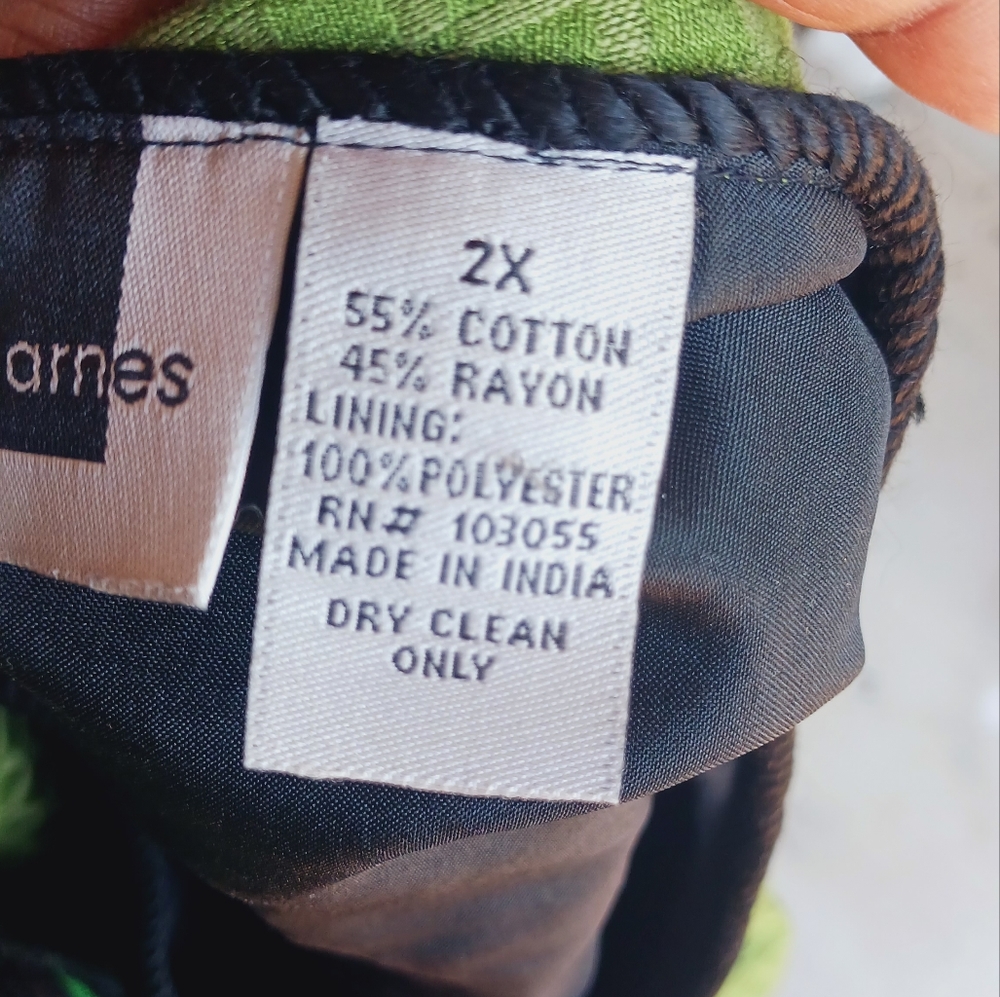 arnes
2X
55% COTTON
45% RAYON
LINING:
100%POLYESTER
RN# 103055
MADE IN INDIA
DRY CLEAN
ONLY